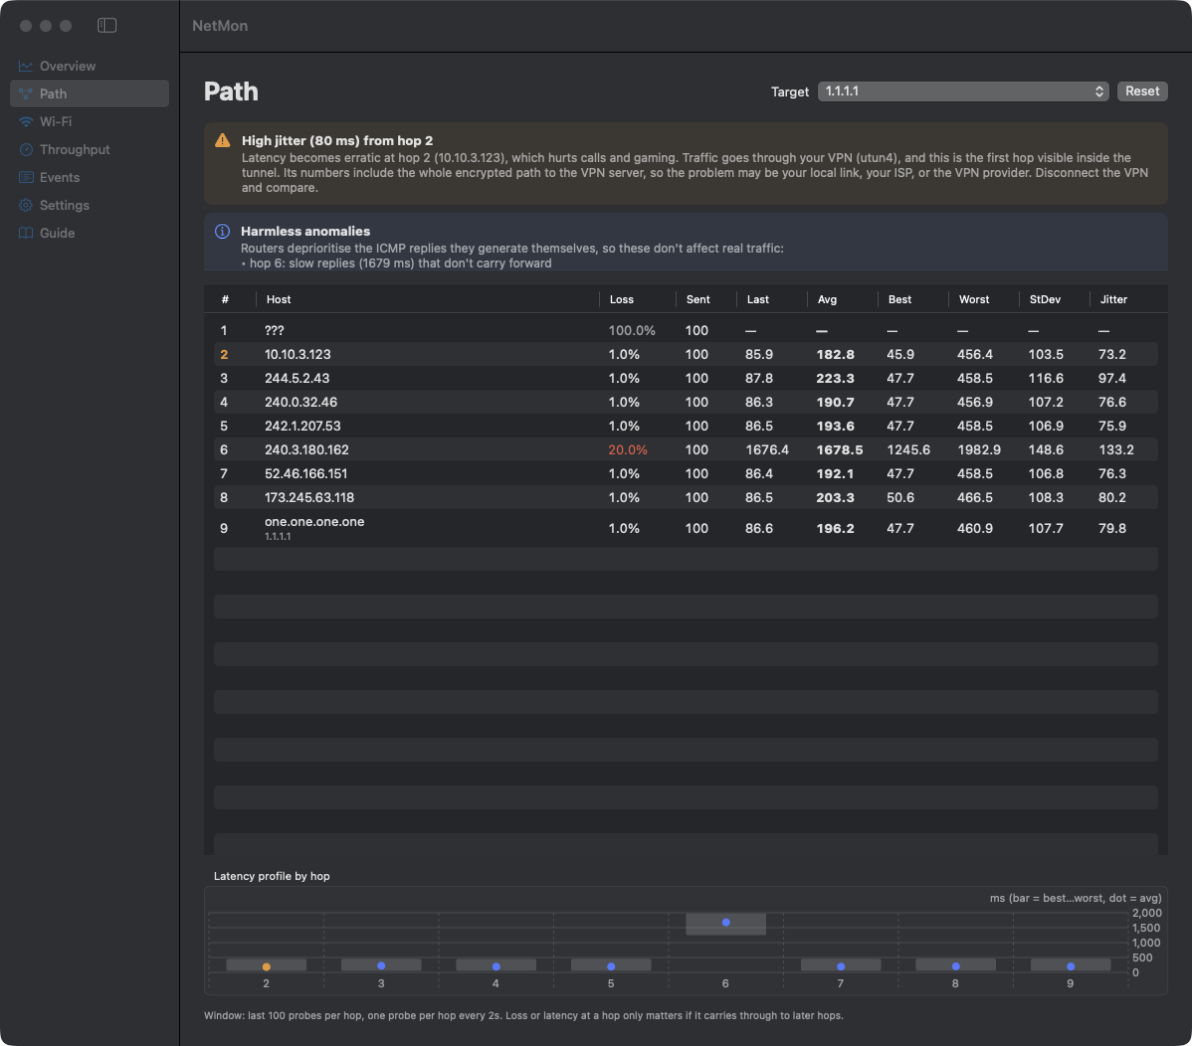 NetMon
Overview
Path
Wi-Fi
Throughput
Events
Settings
Guide
Path
Target 1.1.1.1 Reset
High jitter (80 ms) from hop 2
Latency becomes erratic at hop 2 (10.10.3.123), which hurts calls and gaming. Traffic goes through your VPN (utun4), and this is the first hop visible inside the
tunnel. Its numbers include the whole encrypted path to the VPN server, so the problem may be your local link, your ISP, or the VPN provider. Disconnect the VPN
and compare.
Harmless anomalies
Routers deprioritise the ICMP replies they generate themselves, so these don't affect real traffic:
• hop 6: slow replies (1679 ms) that don't carry forward
# Host Loss Sent Last Avg Best Worst StDev Jitter
1 ??? 100.0% 100 — — — — — —
2 10.10.3.123 1.0% 100 85.9 182.8 45.9 456.4 103.5 73.2
3 244.5.2.43 1.0% 100 87.8 223.3 47.7 458.5 116.6 97.4
4 240.0.32.46 1.0% 100 86.3 190.7 47.7 456.9 107.2 76.6
5 242.1.207.53 1.0% 100 86.5 193.6 47.7 458.5 106.9 75.9
6 240.3.180.162 20.0% 100 1676.4 1678.5 1245.6 1982.9 148.6 133.2
7 52.46.166.151 1.0% 100 86.4 192.1 47.7 458.5 106.8 76.3
8 173.245.63.118 1.0% 100 86.5 203.3 50.6 466.5 108.3 80.2
9 one.one.one.one 1.0% 100 86.6 196.2 47.7 460.9 107.7 79.8
1.1.1.1
Latency profile by hop
ms (bar = best...worst, dot = avg)
2,000
1,500
1,000
500
0
2 3 4 5 6 7 8 9
Window: last 100 probes per hop, one probe per hop every 2s. Loss or latency at a hop only matters if it carries through to later hops.